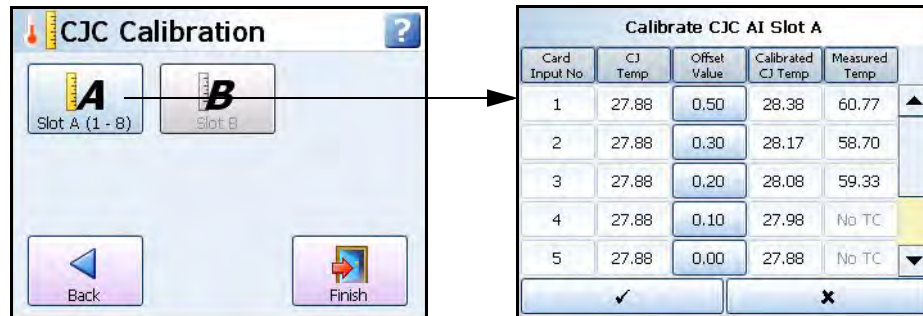 CJC Calibration ?
A B
Slot A (1 - 8) Slot B
Back Finish
Calibrate CJC AI Slot A
Card Input No CJ Temp Offset Value Calibrated CJ Temp Measured Temp
1 27.88 0.50 28.38 60.77
2 27.88 0.30 28.17 58.70
3 27.88 0.20 28.08 59.33
4 27.88 0.10 27.98 No TC
5 27.88 0.00 27.88 No TC